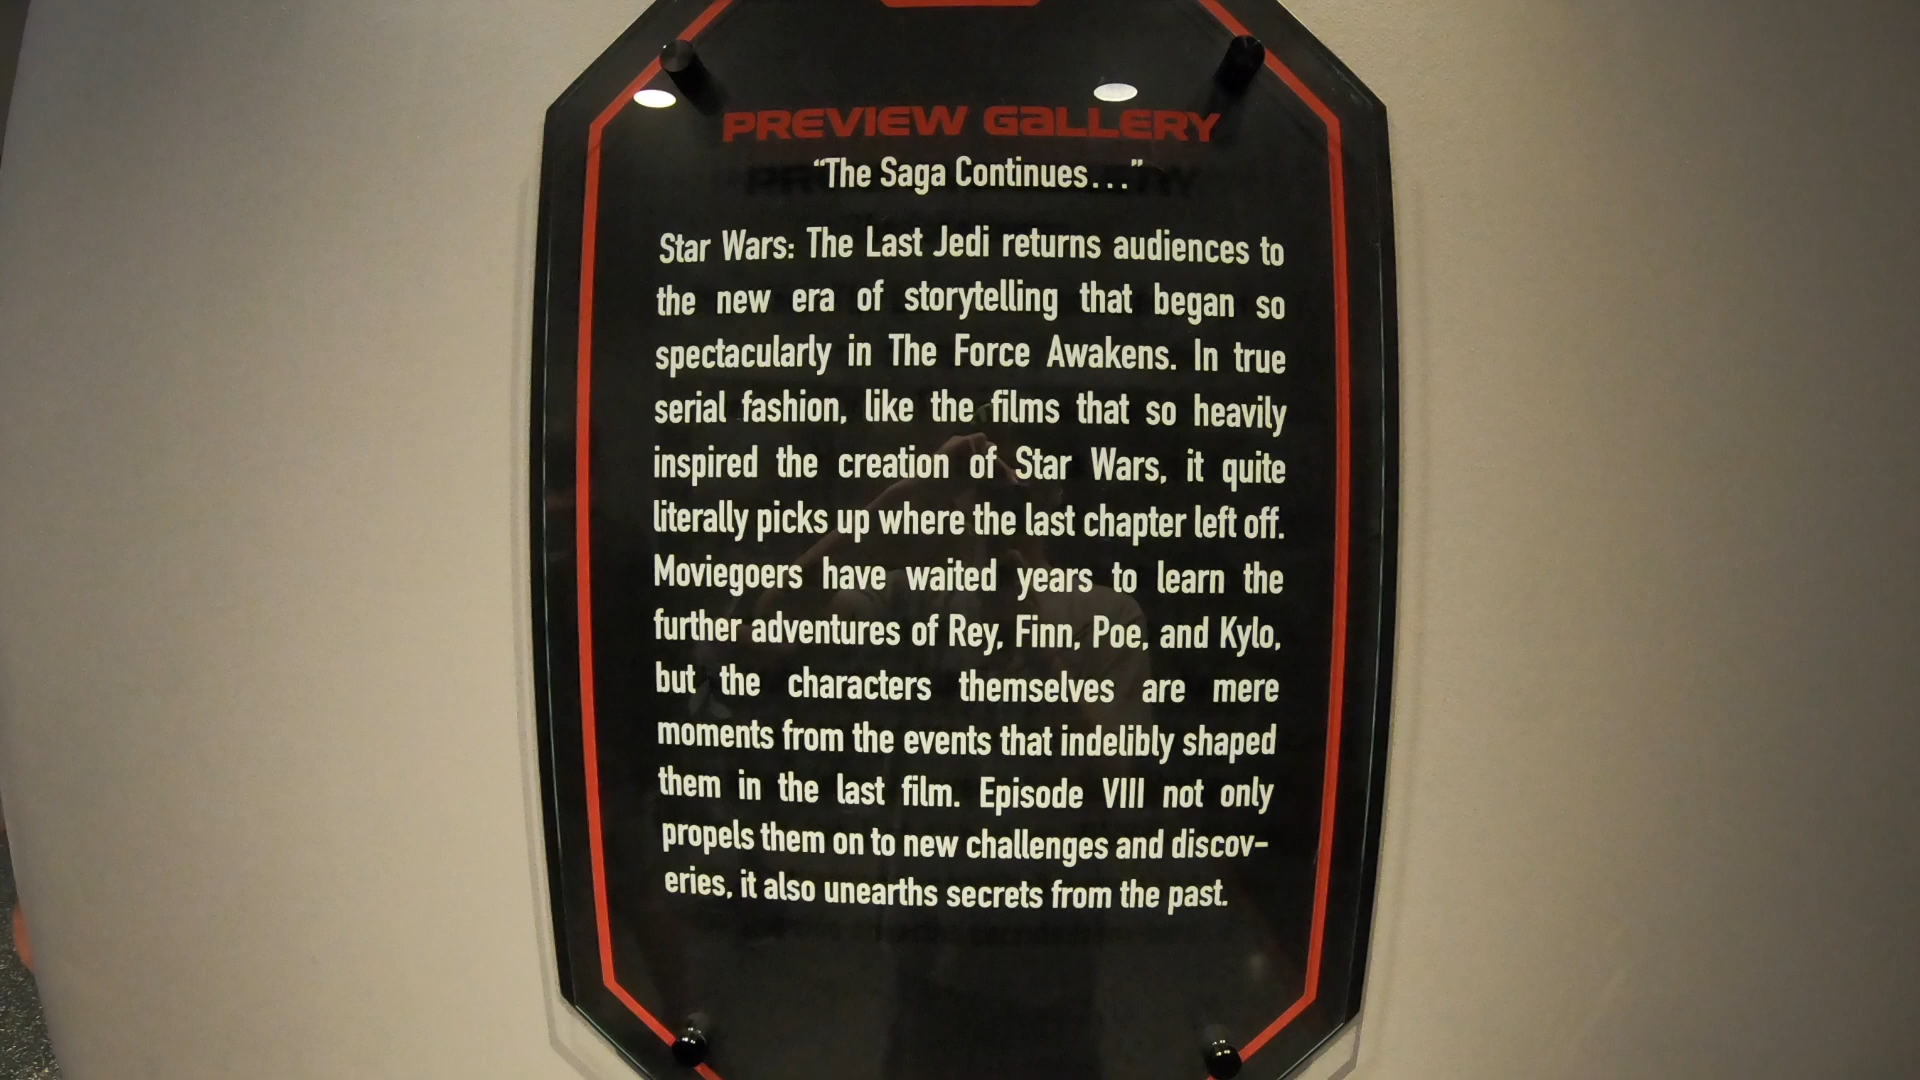 PREVIEW GALLERY
“The Saga Continues...”
Star Wars: The Last Jedi returns audiences to
the new era of storytelling that began so
spectacularly in The Force Awakens. In true
serial fashion, like the films that so heavily
inspired the creation of Star Wars, it quite
literally picks up where the last chapter left off.
Moviegoers have waited years to learn the
further adventures of Rey, Finn, Poe, and Kylo,
but the characters themselves are mere
moments from the events that indelibly shaped
them in the last film. Episode VIII not only
propels them on to new challenges and discov-
eries, it also unearths secrets from the past.